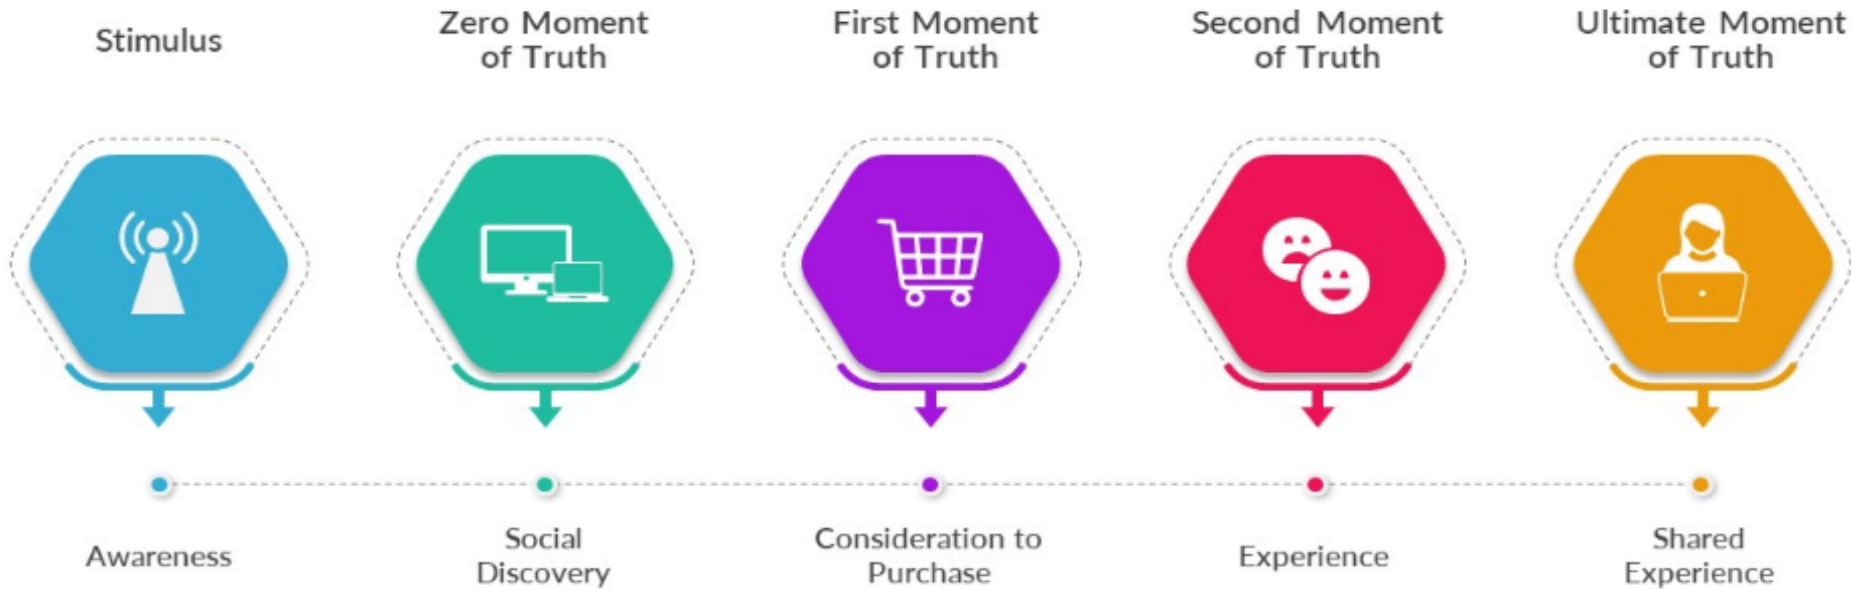 Stimulus
Zero Moment
of Truth
First Moment
of Truth
Second Moment
of Truth
Ultimate Moment
of Truth
Awareness
Social
Discovery
Consideration to
Purchase
Experience
Shared
Experience